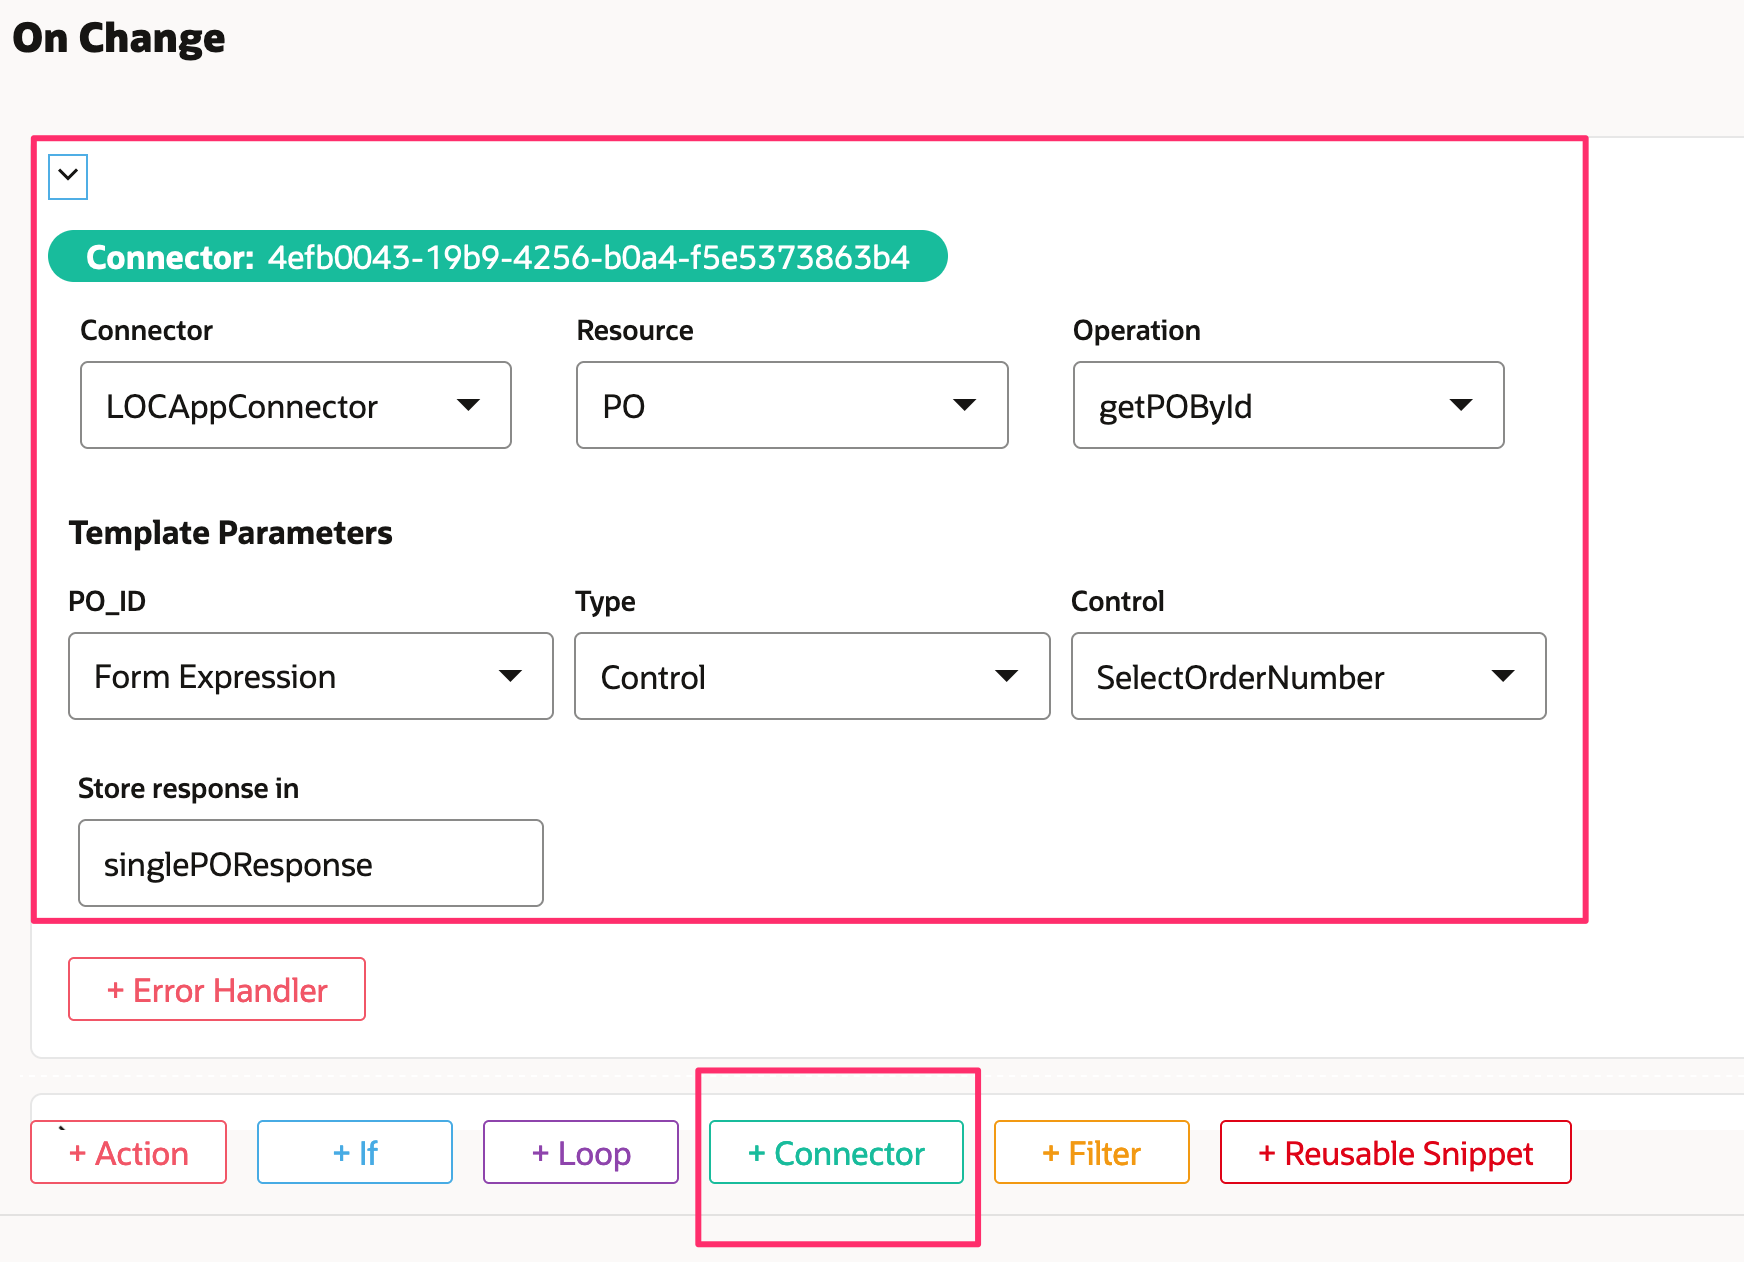 On Change
Connector: 4efb0043-19b9-4256-b0a4-f5e5373863b4
Connector Resource Operation
LOCAppConnector PO getPOById
Template Parameters
PO_ID Type Control
Form Expression Control SelectOrderNumber
Store response in
singlePOResponse
+ Error Handler
+ Action + If + Loop + Connector + Filter + Reusable Snippet